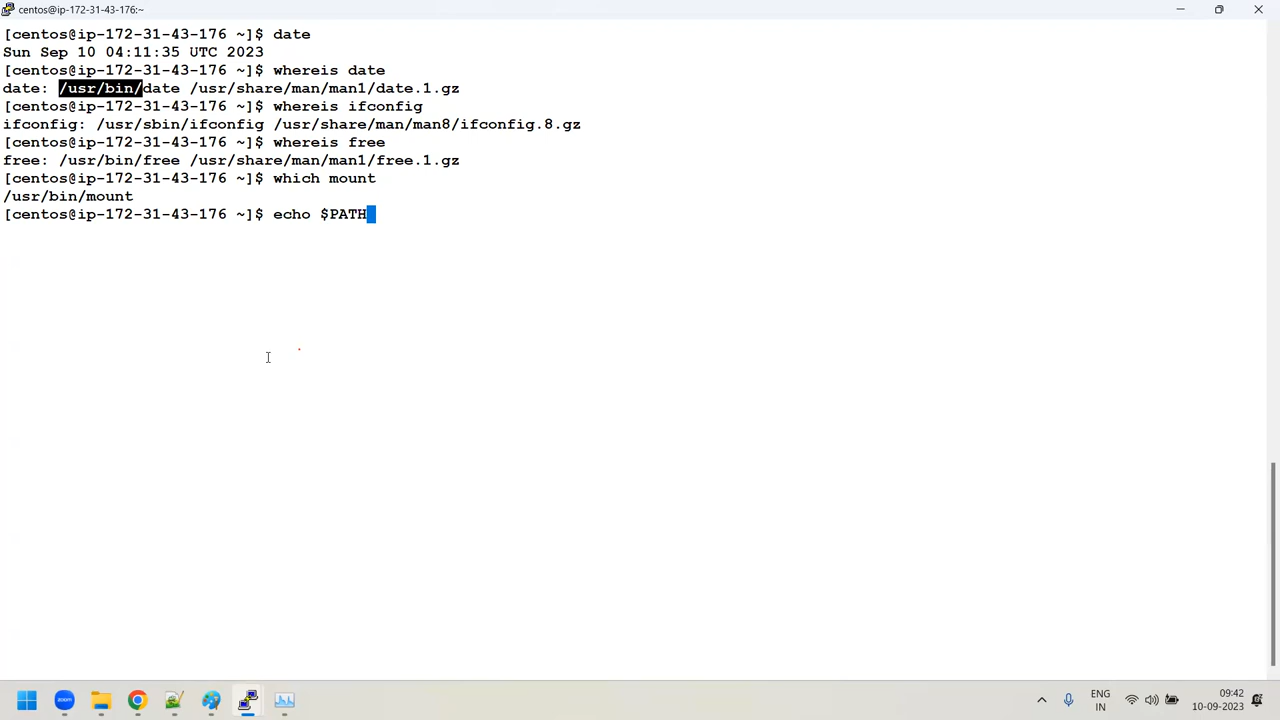 centos@ip-172-31-43-176:~
[centos@ip-172-31-43-176 ~]$ date
Sun Sep 10 04:11:35 UTC 2023
[centos@ip-172-31-43-176 ~]$ whereis date
date: /usr/bin/date /usr/share/man/man1/date.1.gz
[centos@ip-172-31-43-176 ~]$ whereis ifconfig
ifconfig: /usr/sbin/ifconfig /usr/share/man/man8/ifconfig.8.gz
[centos@ip-172-31-43-176 ~]$ whereis free
free: /usr/bin/free /usr/share/man/man1/free.1.gz
[centos@ip-172-31-43-176 ~]$ which mount
/usr/bin/mount
[centos@ip-172-31-43-176 ~]$ echo $PATH
zoom
ENG
IN
09:42
10-09-2023